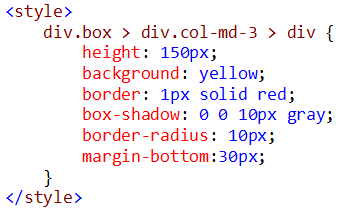 <style>
    div.box > div.col-md-3 > div {
        height: 150px;
        background: yellow;
        border: 1px solid red;
        box-shadow: 0 0 10px gray;
        border-radius: 10px;
        margin-bottom:30px;
    }
</style>